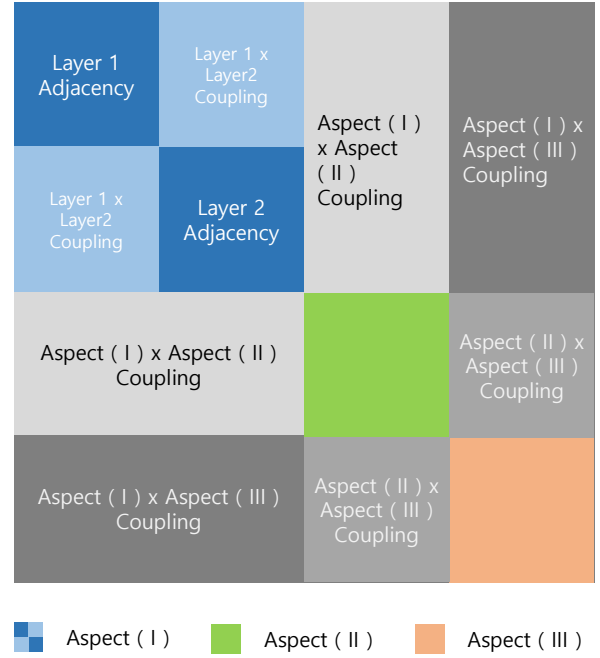 Layer 1
Adjacency
Layer 1 x
Layer2
Coupling
Aspect ( I )
x Aspect
( II )
Coupling
Aspect ( I ) x
Aspect ( III )
Coupling
Layer 1 x
Layer2
Coupling
Layer 2
Adjacency
Aspect ( I ) x Aspect ( II )
Coupling
Aspect ( II ) x
Aspect ( III )
Coupling
Aspect ( I ) x Aspect ( III )
Coupling
Aspect ( II ) x
Aspect ( III )
Coupling
Aspect ( I )
Aspect ( II )
Aspect ( III )